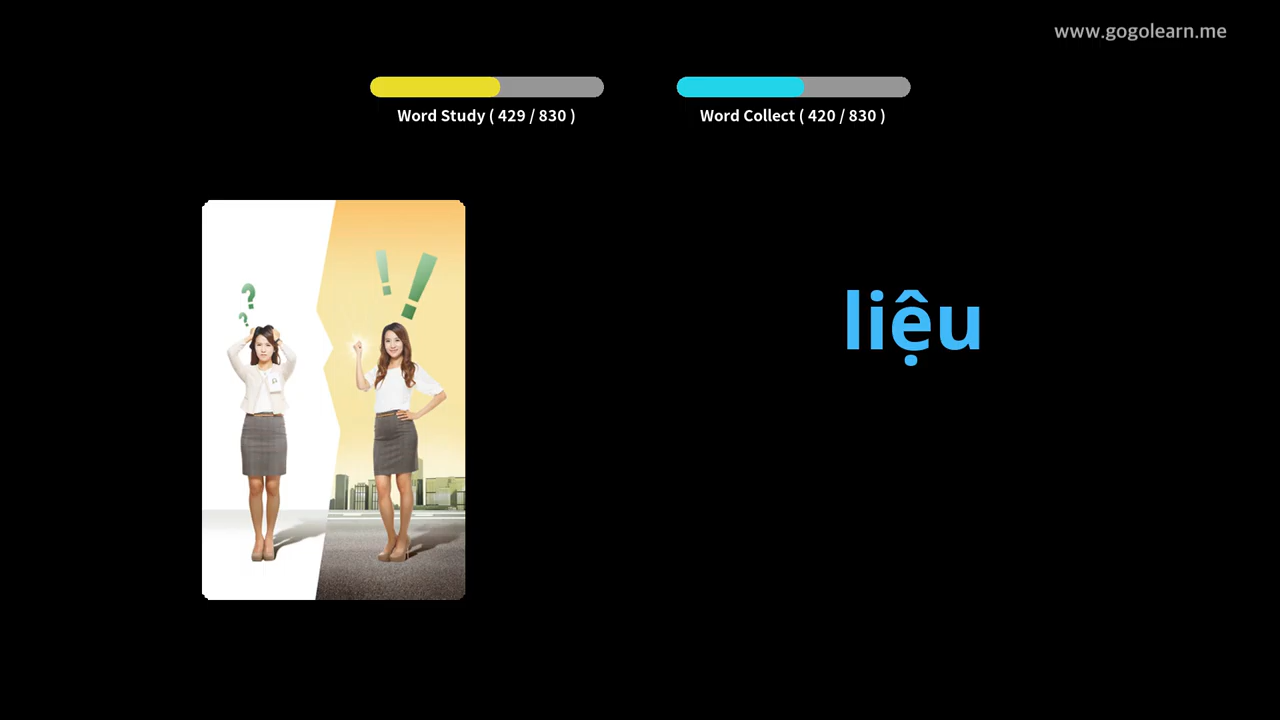 www.gogolearn.me
Word Study ( 429 / 830 )
Word Collect ( 420 / 830 )
? ?
! !
liệu